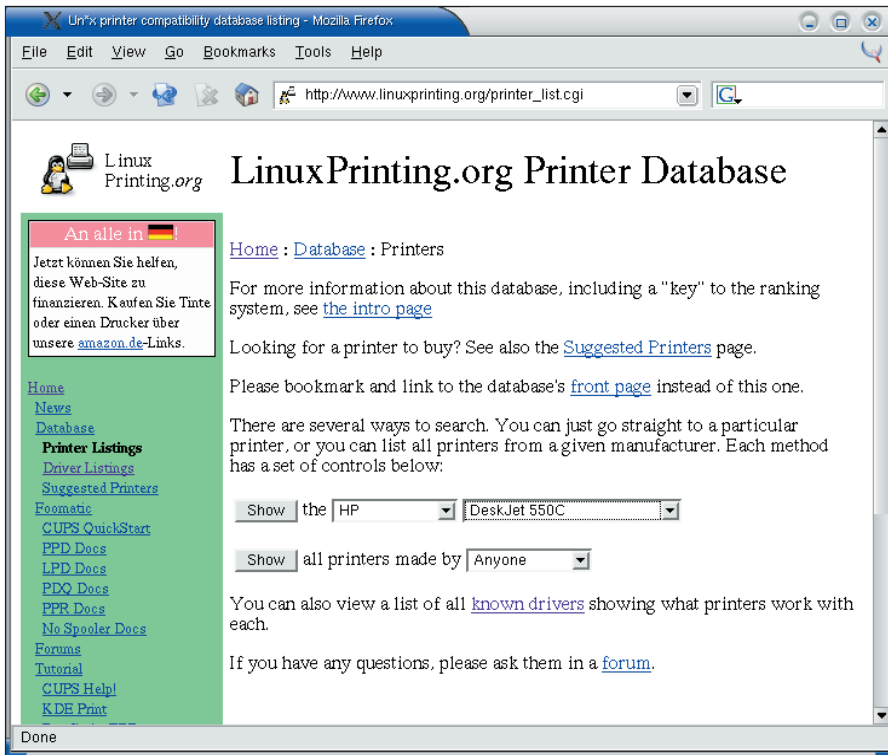 Un*x printer compatibility database listing - Mozilla Firefox
File Edit View Go Bookmarks Tools Help
http://www.linuxprinting.org/printer_list.cgi
G
Linux
Printing.org
LinuxPrinting.org Printer Database
An alle in !
Jetzt können Sie helfen,
diese Web-Site zu
finanzieren. Kaufen Sie Tinte
oder einen Drucker über
unsere amazon.de-Links.
Home
News
Database
Printer Listings
Driver Listings
Suggested Printers
Foomatic
CUPS QuickStart
PPD Docs
LPD Docs
PDQ Docs
PPR Docs
No Spooler Docs
Forums
Tutorial
CUPS Help!
KDE Print
Home : Database : Printers
For more information about this database, including a "key" to the ranking
system, see the intro page
Looking for a printer to buy? See also the Suggested Printers page.
Please bookmark and link to the database's front page instead of this one.
There are several ways to search. You can just go straight to a particular
printer, or you can list all printers from a given manufacturer. Each method
has a set of controls below:
Show the HP DeskJet 550C
Show all printers made by Anyone
You can also view a list of all known drivers showing what printers work with
each.
If you have any questions, please ask them in a forum.
Done